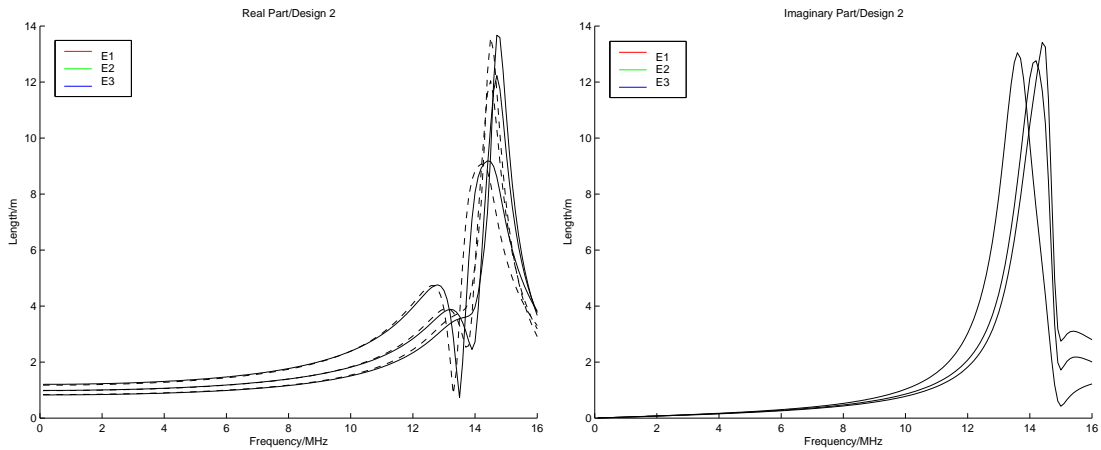 Real Part/Design 2
14
12
10
8
6
4
2
0
Length/m
E1
E2
E3
0 2 4 6 8 10 12 14 16
Frequency/MHz
Imaginary Part/Design 2
14
12
10
8
6
4
2
0
Length/m
E1
E2
E3
0 2 4 6 8 10 12 14 16
Frequency/MHz